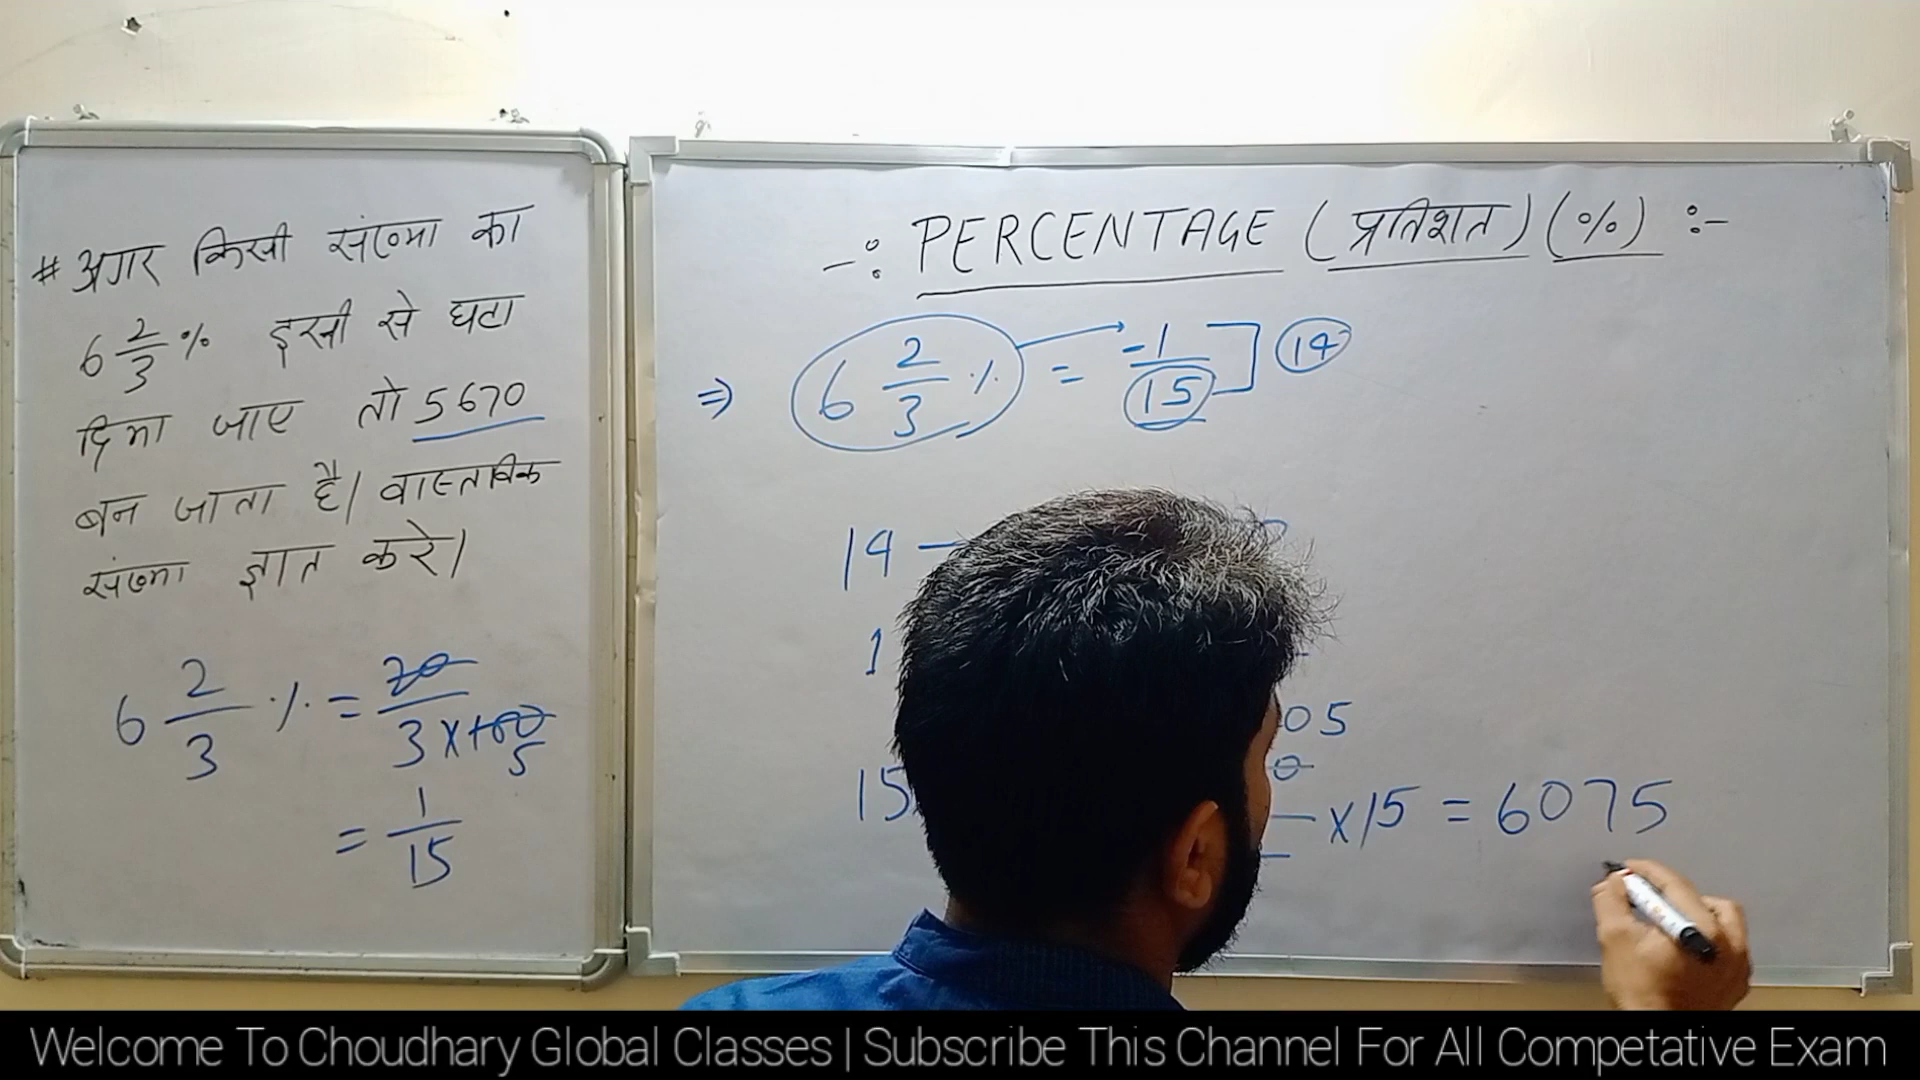 # अगर किसी संख्या का
6 2/3 % इसी से घटा
दिया जाए तो 5670
बन जाता है। वास्तविक
संख्या ज्ञात करे।
6 2/3 % = 20/3×100 5
= 1/15
-: PERCENTAGE (प्रतिशत) (%) :-
⇒ 6 2/3 % = -1/15 ] 14
14 -
1
05
15
×15 = 6075
Welcome To Choudhary Global Classes | Subscribe This Channel For All Competative Exam